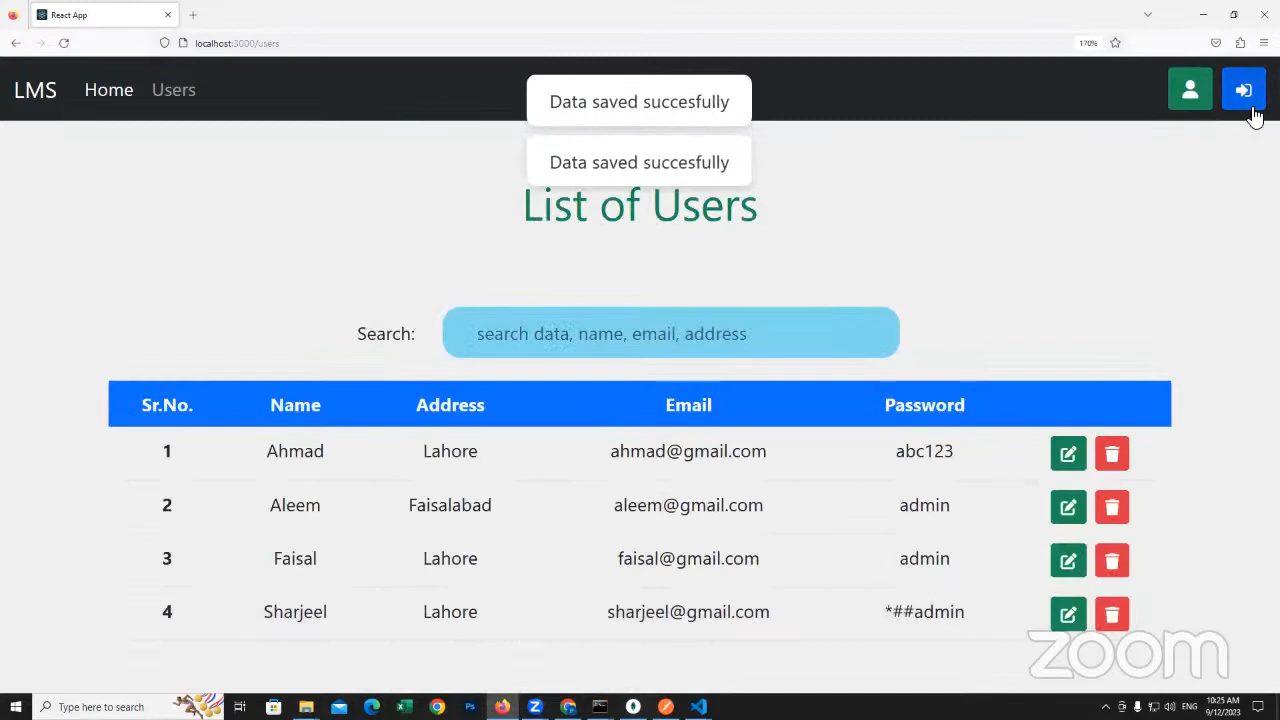 React App
localhost:3000/users
170%
LMS Home Users
Data saved succesfully
Data saved succesfully
List of Users
Search: search data, name, email, address
Sr.No. Name Address Email Password
1 Ahmad Lahore ahmad@gmail.com abc123
2 Aleem Faisalabad aleem@gmail.com admin
3 Faisal Lahore faisal@gmail.com admin
4 Sharjeel Lahore sharjeel@gmail.com *##admin
zoom
Type here to search
ENG
10:25 AM
9/12/2023